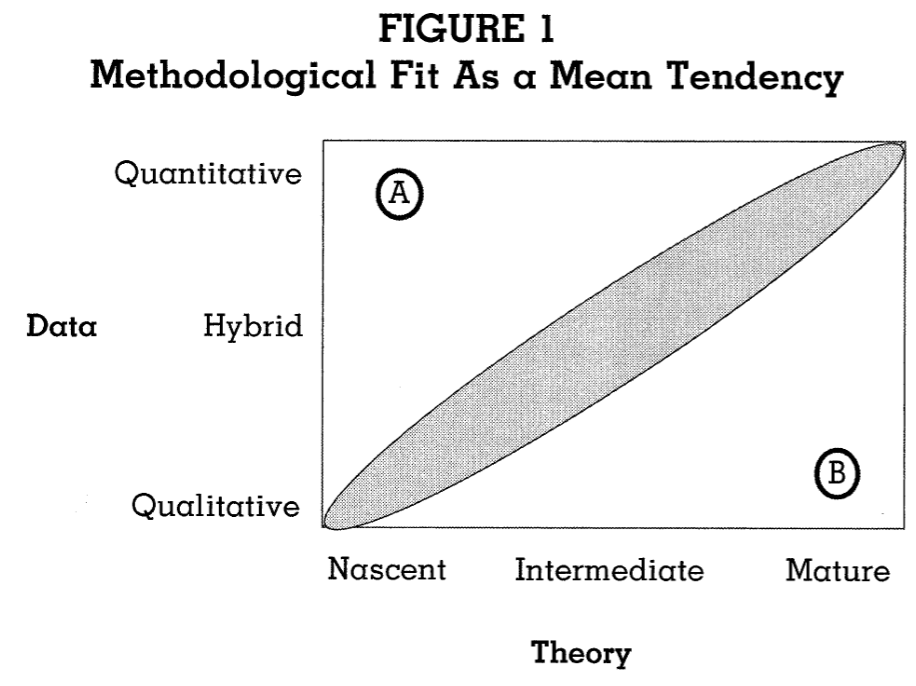 FIGURE 1
Methodological Fit As a Mean Tendency
Quantitative
A
Data
Hybrid
B
Qualitative
Nascent
Intermediate
Mature
Theory